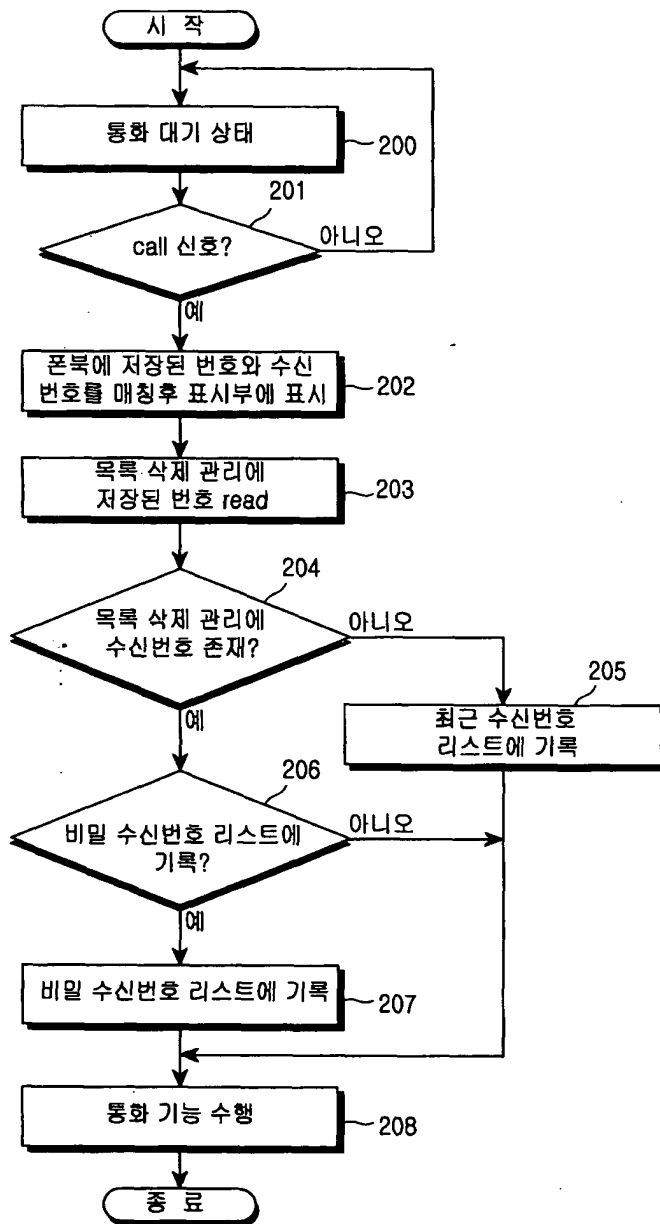 시 작
통화 대기 상태
200
201
call 신호?
아니오
예
폰북에 저장된 번호와 수신
번호를 매칭후 표시부에 표시
202
목록 삭제 관리에
저장된 번호 read
203
204
목록 삭제 관리에
수신번호 존재?
아니오
예
205
최근 수신번호
리스트에 기록
206
비밀 수신번호 리스트에
기록?
아니오
예
비밀 수신번호 리스트에 기록
207
통화 기능 수행
208
종 료